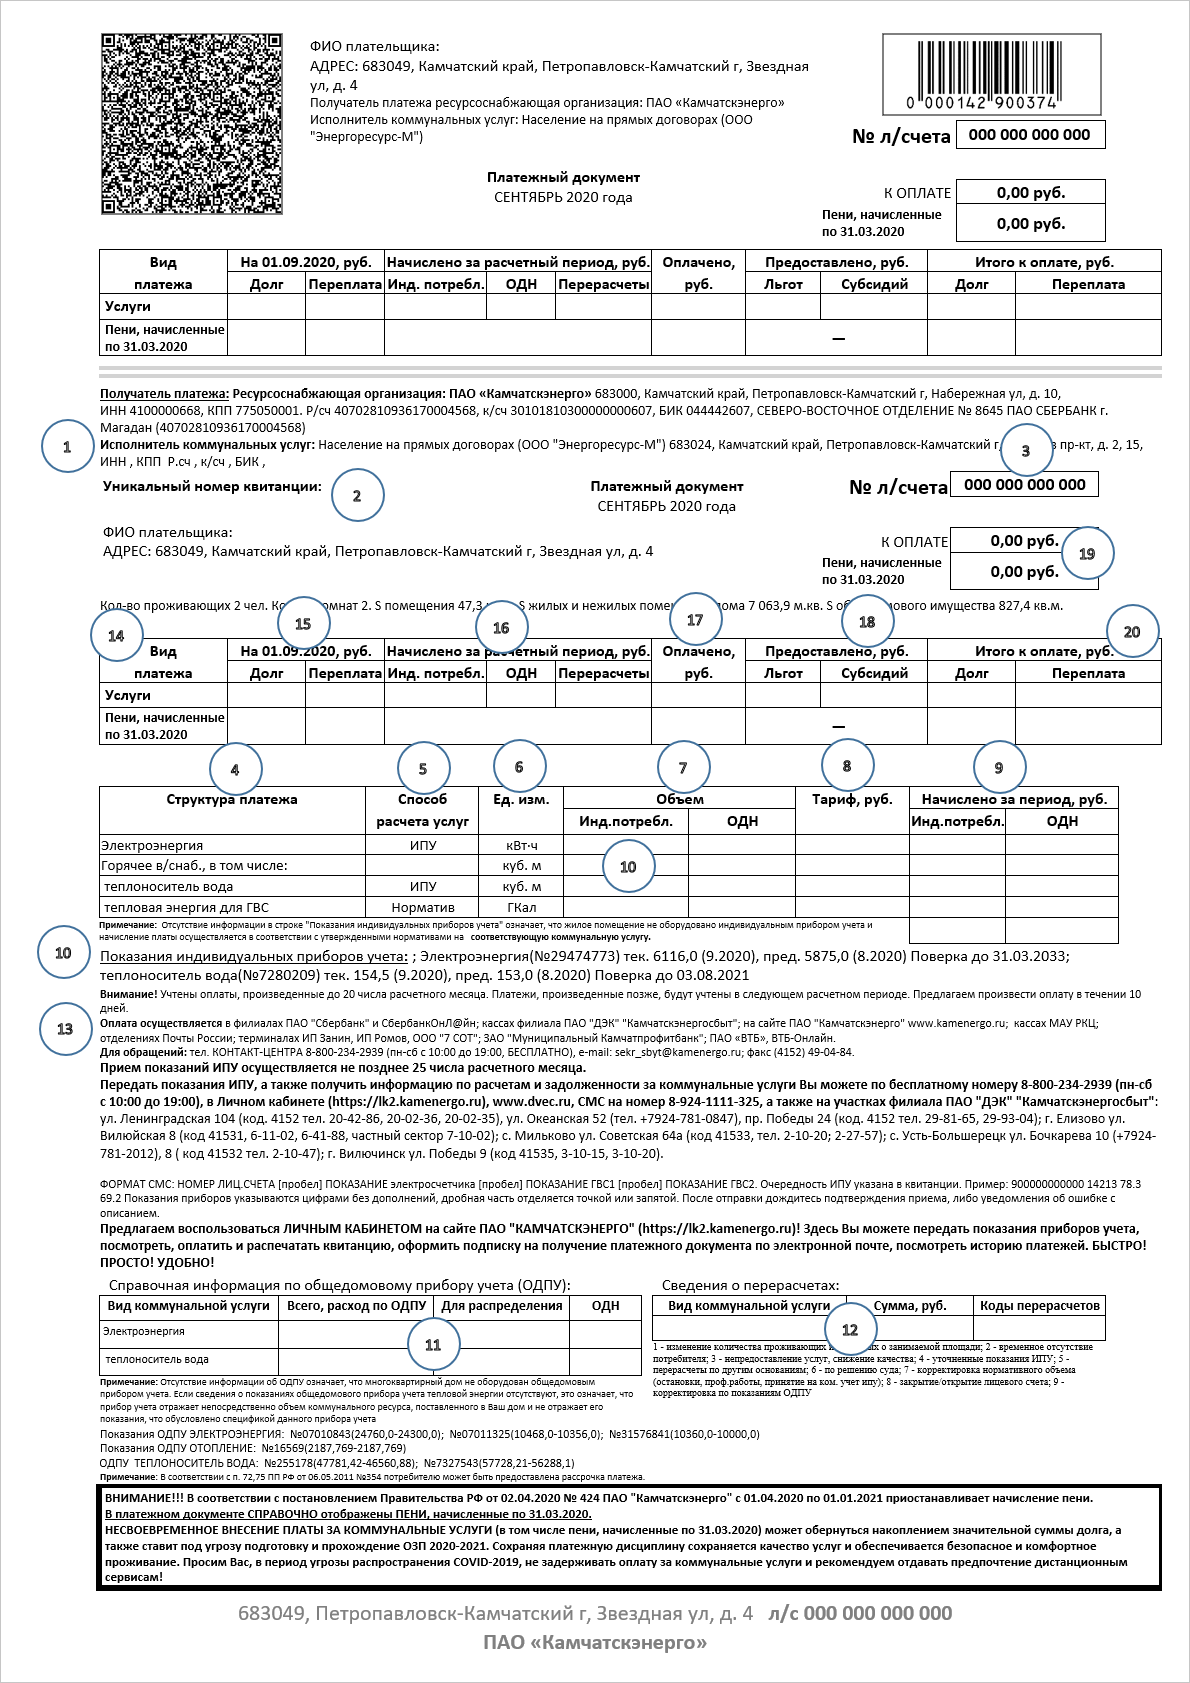 ФИО плательщика:
АДРЕС: 683049, Камчатский край, Петропавловск-Камчатский г, Звездная
ул, д. 4
Получатель платежа ресурсоснабжающая организация: ПАО «Камчатскэнерго»
Исполнитель коммунальных услуг: Население на прямых договорах (ООО
"Энергоресурс-М")
0 000142 900374
№ л/счета 000 000 000 000
Платежный документ
СЕНТЯБРЬ 2020 года
К ОПЛАТЕ 0,00 руб.
Пени, начисленные
по 31.03.2020 0,00 руб.
Вид На 01.09.2020, руб. Начислено за расчетный период, руб. Оплачено, Предоставлено, руб. Итого к оплате, руб.
платежа Долг Переплата Инд. потребл. ОДН Перерасчеты руб. Льгот Субсидий Долг Переплата
Услуги
Пени, начисленные
по 31.03.2020 —
Получатель платежа: Ресурсоснабжающая организация: ПАО «Камчатскэнерго» 683000, Камчатский край, Петропавловск-Камчатский г, Набережная ул, д. 10,
ИНН 4100000668, КПП 775050001. Р/сч 40702810936170004568, к/сч 30101810300000000607, БИК 044442607, СЕВЕРО-ВОСТОЧНОЕ ОТДЕЛЕНИЕ № 8645 ПАО СБЕРБАНК г.
Магадан (40702810936170004568)
1
Исполнитель коммунальных услуг: Население на прямых договорах (ООО "Энергоресурс-М") 683024, Камчатский край, Петропавловск-Камчатский г, пр-кт, д. 2, 15,
3
ИНН , КПП Р.сч , к/сч , БИК ,
Уникальный номер квитанции: 2 Платежный документ № л/счета 000 000 000 000
СЕНТЯБРЬ 2020 года
ФИО плательщика:
АДРЕС: 683049, Камчатский край, Петропавловск-Камчатский г, Звездная ул, д. 4
К ОПЛАТЕ 0,00 руб. 19
Пени, начисленные
по 31.03.2020 0,00 руб.
Кол-во проживающих 2 чел. комнат 2. S помещения 47,3 S жилых и нежилых дома 7 063,9 м.кв. S имущества 827,4 кв.м.
14 15 16 17 18 20
Вид На 01.09.2020, руб. Начислено за расчетный период, руб. Оплачено, Предоставлено, руб. Итого к оплате, руб.
платежа Долг Переплата Инд. потребл. ОДН Перерасчеты руб. Льгот Субсидий Долг Переплата
Услуги
Пени, начисленные
по 31.03.2020 —
4 5 6 7 8 9
Структура платежа Способ Ед. изм. Объем Тариф, руб. Начислено за период, руб.
расчета услуг Инд.потребл. ОДН Инд.потребл. ОДН
Электроэнергия ИПУ кВт·ч
Горячее в/снаб., в том числе: куб. м 10
теплоноситель вода ИПУ куб. м
тепловая энергия для ГВС Норматив ГКал
Примечание: Отсутствие информации в строке "Показания индивидуальных приборов учета" означает, что жилое помещение не оборудовано индивидуальным прибором учета и
начисление платы осуществляется в соответствии с утвержденными нормативами на соответствующую коммунальную услугу.
10
Показания индивидуальных приборов учета: ; Электроэнергия(№29474773) тек. 6116,0 (9.2020), пред. 5875,0 (8.2020) Поверка до 31.03.2033;
теплоноситель вода(№7280209) тек. 154,5 (9.2020), пред. 153,0 (8.2020) Поверка до 03.08.2021
Внимание! Учтены оплаты, произведенные до 20 числа расчетного месяца. Платежи, произведенные позже, будут учтены в следующем расчетном периоде. Предлагаем произвести оплату в течении 10
дней.
13
Оплата осуществляется в филиалах ПАО "Сбербанк" и СбербанкОнЛ@йн; кассах филиала ПАО "ДЭК" "Камчатскэнергосбыт"; на сайте ПАО "Камчатскэнерго" www.kamenergo.ru; кассах МАУ РКЦ;
отделениях Почты России; терминалах ИП Занин, ИП Ромов, ООО "7 СОТ"; ЗАО "Муниципальный Камчатпрофитбанк"; ПАО «ВТБ», ВТБ-Онлайн.
Для обращений: тел. КОНТАКТ-ЦЕНТРА 8-800-234-2939 (пн-сб с 10:00 до 19:00, БЕСПЛАТНО), e-mail: sekr_sbyt@kamenergo.ru; факс (4152) 49-04-84.
Прием показаний ИПУ осуществляется не позднее 25 числа расчетного месяца.
Передать показания ИПУ, а также получить информацию по расчетам и задолженности за коммунальные услуги Вы можете по бесплатному номеру 8-800-234-2939 (пн-сб
с 10:00 до 19:00), в Личном кабинете (https://lk2.kamenergo.ru), www.dvec.ru, СМС на номер 8-924-1111-325, а также на участках филиала ПАО "ДЭК" "Камчатскэнергосбыт":
ул. Ленинградская 104 (код. 4152 тел. 20-42-86, 20-02-36, 20-02-35), ул. Океанская 52 (тел. +7924-781-0847), пр. Победы 24 (код. 4152 тел. 29-81-65, 29-93-04); г. Елизово ул.
Вилюйская 8 (код 41531, 6-11-02, 6-41-88, частный сектор 7-10-02); с. Мильково ул. Советская 64а (код 41533, тел. 2-10-20; 2-27-57); с. Усть-Большерецк ул. Бочкарева 10 (+7924-
781-2012), 8 ( код 41532 тел. 2-10-47); г. Вилючинск ул. Победы 9 (код 41535, 3-10-15, 3-10-20).
ФОРМАТ СМС: НОМЕР ЛИЦ.СЧЕТА [пробел] ПОКАЗАНИЕ электросчетчика [пробел] ПОКАЗАНИЕ ГВС1 [пробел] ПОКАЗАНИЕ ГВС2. Очередность ИПУ указана в квитанции. Пример: 900000000000 14213 78.3
69.2 Показания приборов указываются цифрами без дополнений, дробная часть отделяется точкой или запятой. После отправки дождитесь подтверждения приема, либо уведомления об ошибке с
описанием.
Предлагаем воспользоваться ЛИЧНЫМ КАБИНЕТОМ на сайте ПАО "КАМЧАТСКЭНЕРГО" (https://lk2.kamenergo.ru)! Здесь Вы можете передать показания приборов учета,
посмотреть, оплатить и распечатать квитанцию, оформить подписку на получение платежного документа по электронной почте, посмотреть историю платежей. БЫСТРО!
ПРОСТО! УДОБНО!
Справочная информация по общедомовому прибору учета (ОДПУ):
Вид коммунальной услуги Всего, расход по ОДПУ Для распределения ОДН
Электроэнергия
11
теплоноситель вода
Примечание: Отсутствие информации об ОДПУ означает, что многоквартирный дом не оборудован общедомовым
прибором учета. Если сведения о показаниях общедомового прибора учета тепловой энергии отсутствуют, это означает, что
прибор учета отражает непосредственно объем коммунального ресурса, поставленного в Ваш дом и не отражает его
показания, что обусловлено спецификой данного прибора учета
Сведения о перерасчетах:
Вид коммунальной услуги Сумма, руб. Коды перерасчетов
12
1 - изменение количества проживающих о занимаемой площади; 2 - временное отсутствие
потребителя; 3 - непредоставление услуг, снижение качества; 4 - уточненные показания ИПУ; 5 -
перерасчеты по другим основаниям; 6 - по решению суда; 7 - корректировка нормативного объема
(остановки, проф.работы, принятие на ком. учет ипу); 8 - закрытие/открытие лицевого счета; 9 -
корректировка по показаниям ОДПУ
Показания ОДПУ ЭЛЕКТРОЭНЕРГИЯ: №07010843(24760,0-24300,0); №07011325(10468,0-10356,0); №31576841(10360,0-10000,0)
Показания ОДПУ ОТОПЛЕНИЕ: №16569(2187,769-2187,769)
ОДПУ ТЕПЛОНОСИТЕЛЬ ВОДА: №255178(47781,42-46560,88); №7327543(57728,21-56288,1)
Примечание: В соответствии с п. 72,75 ПП РФ от 06.05.2011 №354 потребителю может быть предоставлена рассрочка платежа.
ВНИМАНИЕ!!! В соответствии с постановлением Правительства РФ от 02.04.2020 № 424 ПАО "Камчатскэнерго" с 01.04.2020 по 01.01.2021 приостанавливает начисление пени.
В платежном документе СПРАВОЧНО отображены ПЕНИ, начисленные по 31.03.2020.
НЕСВОЕВРЕМЕННОЕ ВНЕСЕНИЕ ПЛАТЫ ЗА КОММУНАЛЬНЫЕ УСЛУГИ (в том числе пени, начисленные по 31.03.2020) может обернуться накоплением значительной суммы долга, а
также ставит под угрозу подготовку и прохождение ОЗП 2020-2021. Сохраняя платежную дисциплину сохраняется качество услуг и обеспечивается безопасное и комфортное
проживание. Просим Вас, в период угрозы распространения COVID-2019, не задерживать оплату за коммунальные услуги и рекомендуем отдавать предпочтение дистанционным
сервисам!
683049, Петропавловск-Камчатский г, Звездная ул, д. 4 л/с 000 000 000 000
ПАО «Камчатскэнерго»